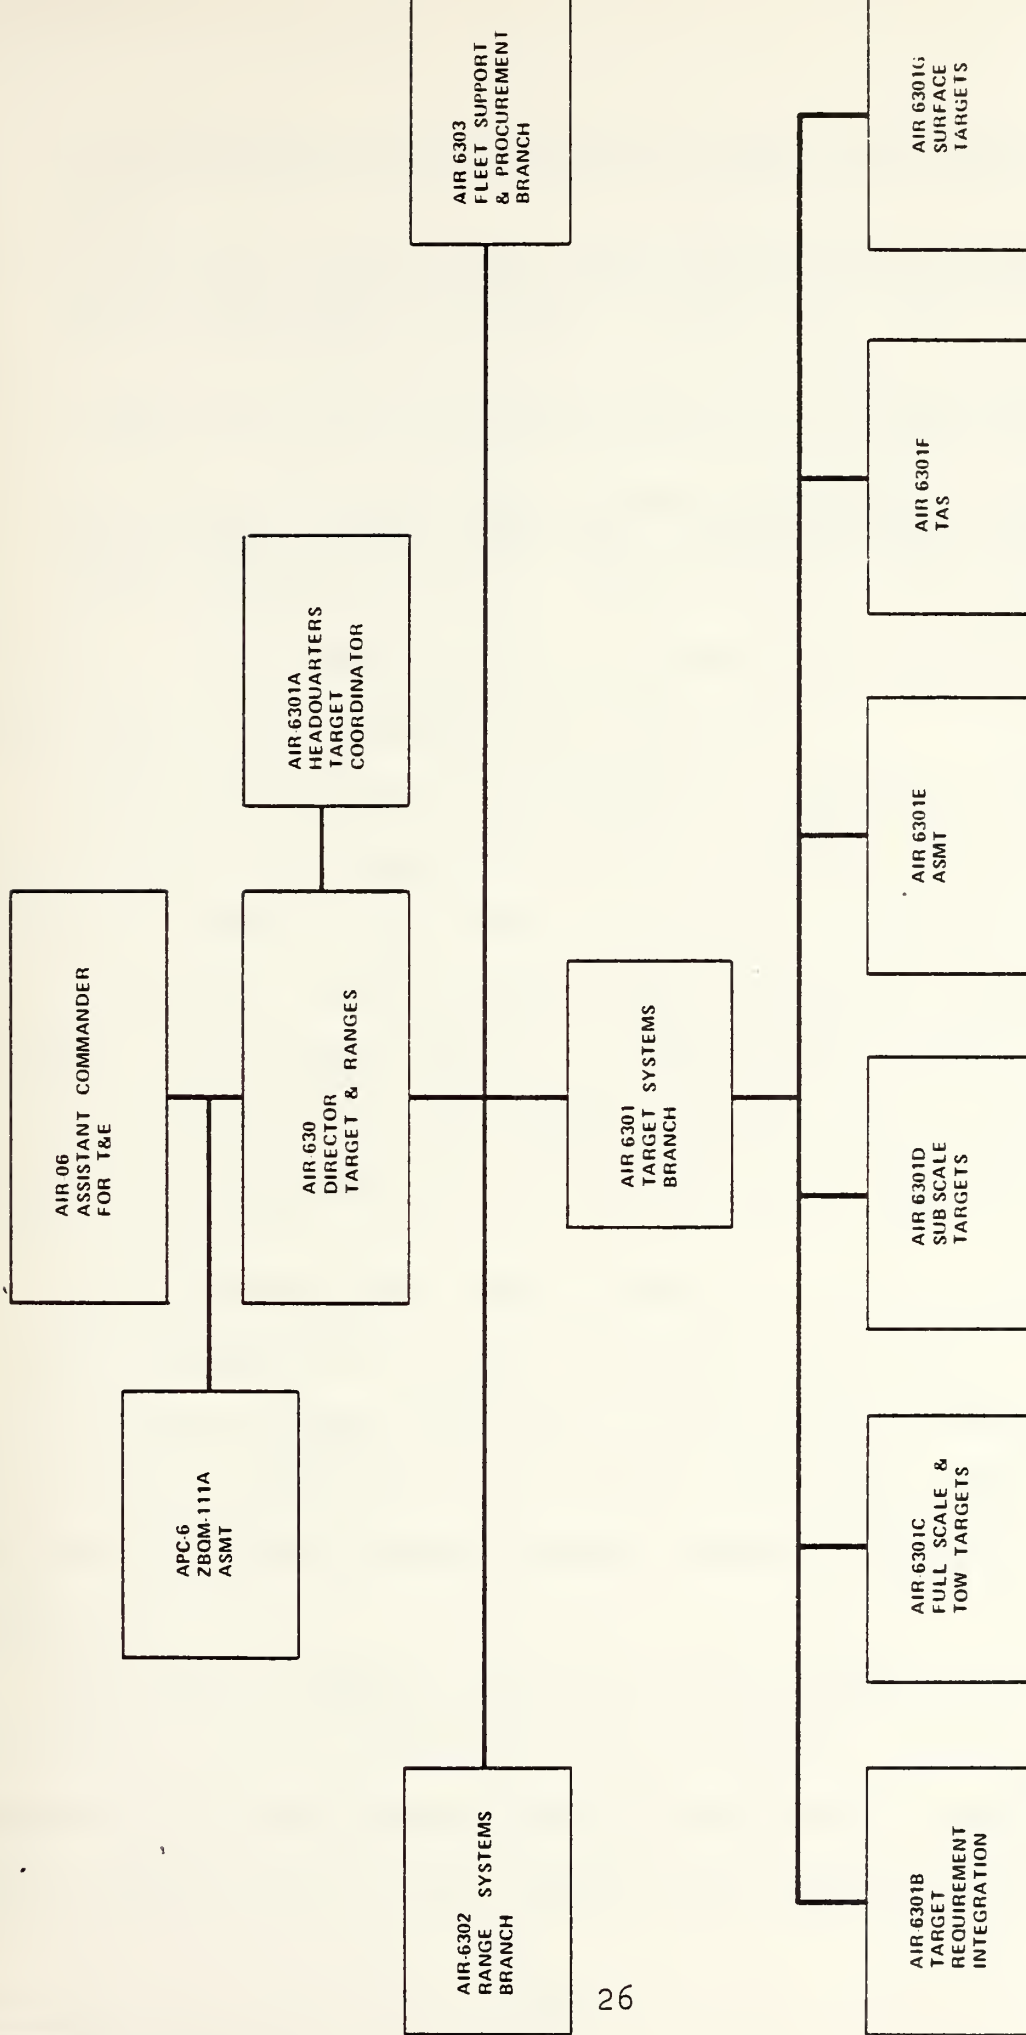 AIR-06
ASSISTANT COMMANDER
FOR T&E
APC-6
ZBQM-111A
ASMT
AIR-630
DIRECTOR
TARGET & RANGES
AIR-6301A
HEADQUARTERS
TARGET
COORDINATOR
AIR-6302
RANGE SYSTEMS
BRANCH
AIR 6301
TARGET SYSTEMS
BRANCH
AIR 6303
FLEET SUPPORT
& PROCUREMENT
BRANCH
AIR-6301B
TARGET
REQUIREMENT
INTEGRATION
AIR-6301C
FULL SCALE &
TOW TARGETS
AIR 6301D
SUB SCALE
TARGETS
AIR 6301E
ASMT
AIR 6301F
TAS
AIR 6301G
SURFACE
TARGETS
26